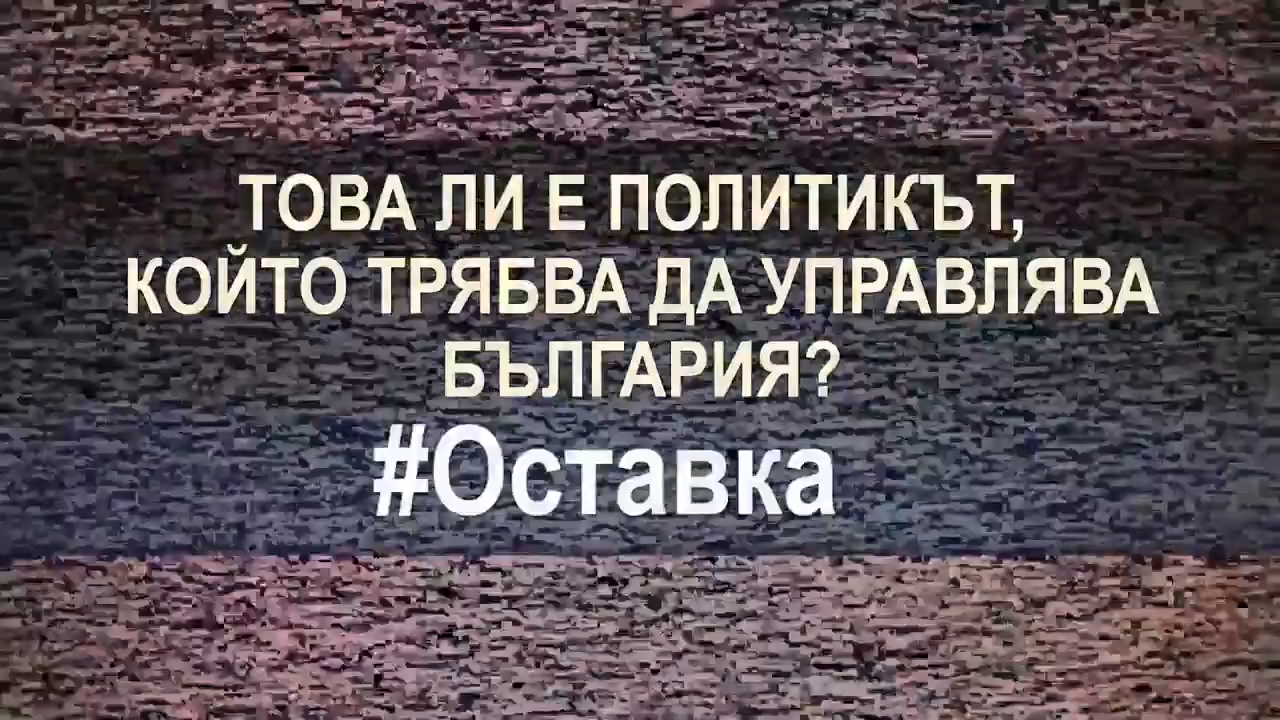 ТОВА ЛИ Е ПОЛИТИКЪТ,
КОЙТО ТРЯБВА ДА УПРАВЛЯВА
БЪЛГАРИЯ?
#Оставка